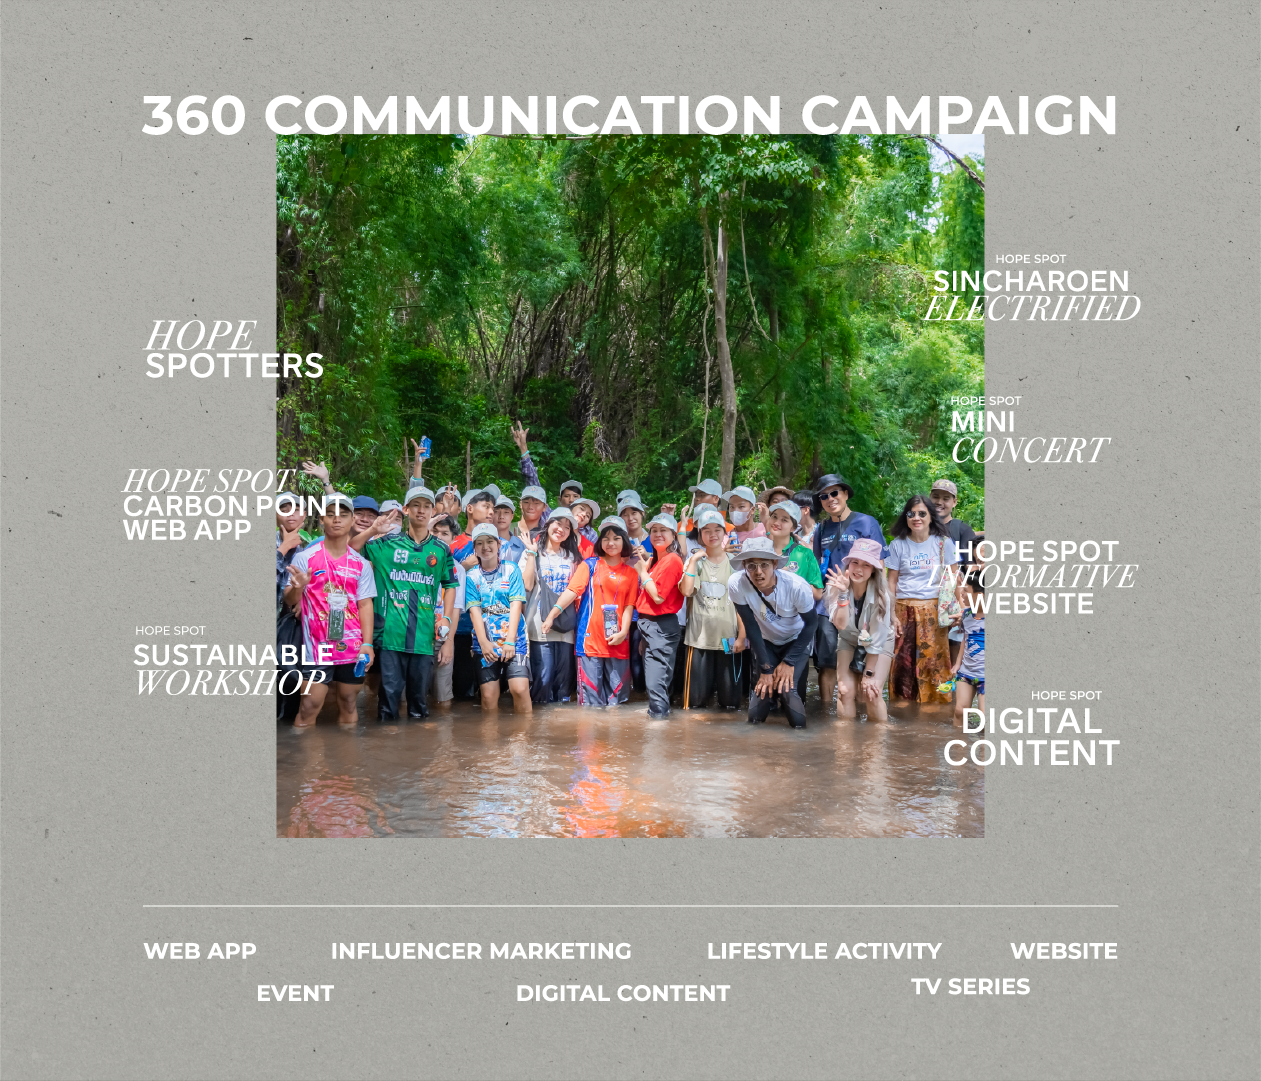 360 COMMUNICATION CAMPAIGN
HOPE
SPOTTERS
HOPE SPOT
CARBON POINT
WEB APP
HOPE SPOT
SUSTAINABLE
WORKSHOP
HOPE SPOT
SINCHAROEN
ELECTRIFIED
HOPE SPOT
MINI
CONCERT
HOPE SPOT
INFORMATIVE
WEBSITE
HOPE SPOT
DIGITAL
CONTENT
WEB APP INFLUENCER MARKETING LIFESTYLE ACTIVITY WEBSITE
EVENT DIGITAL CONTENT TV SERIES